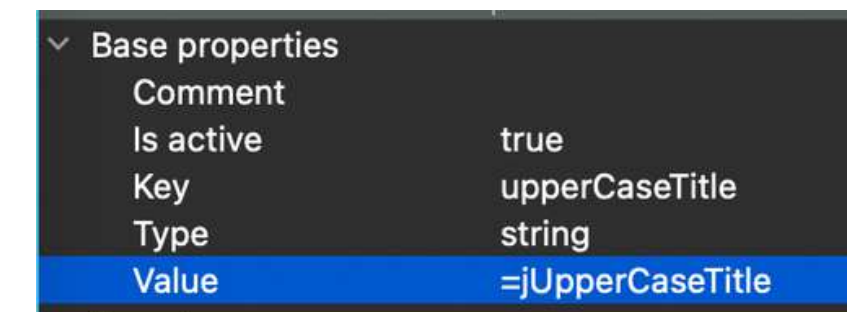 Base properties
Comment
Is active true
Key upperCaseTitle
Type string
Value =jUpperCaseTitle